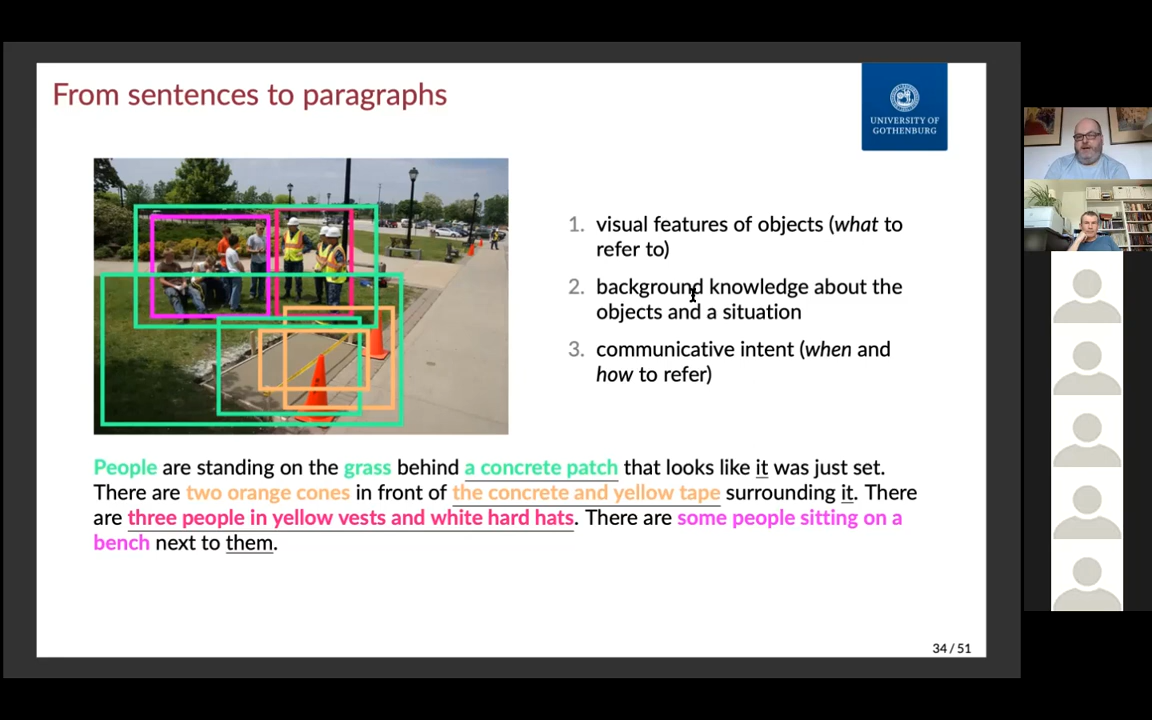 From sentences to paragraphs
UNIVERSITY OF
GOTHENBURG
1. visual features of objects (what to
refer to)
2. background knowledge about the
objects and a situation
3. communicative intent (when and
how to refer)
People are standing on the grass behind a concrete patch that looks like it was just set.
There are two orange cones in front of the concrete and yellow tape surrounding it. There
are three people in yellow vests and white hard hats. There are some people sitting on a
bench next to them.
34 / 51